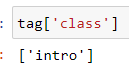 : tag['class']
: ['intro']